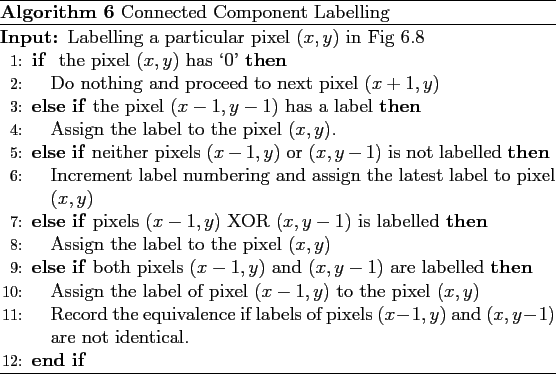 Algorithm 6 Connected Component Labelling
Input: Labelling a particular pixel (x, y) in Fig 6.8
1: if the pixel (x, y) has ‘0’ then
2: Do nothing and proceed to next pixel (x + 1, y)
3: else if the pixel (x − 1, y − 1) has a label then
4: Assign the label to the pixel (x, y).
5: else if neither pixels (x − 1, y) or (x, y − 1) is not labelled then
6: Increment label numbering and assign the latest label to pixel
(x, y)
7: else if pixels (x − 1, y) XOR (x, y − 1) is labelled then
8: Assign the label to the pixel (x, y)
9: else if both pixels (x − 1, y) and (x, y − 1) are labelled then
10: Assign the label of pixel (x − 1, y) to the pixel (x, y)
11: Record the equivalence if labels of pixels (x−1, y) and (x, y−1)
are not identical.
12: end if